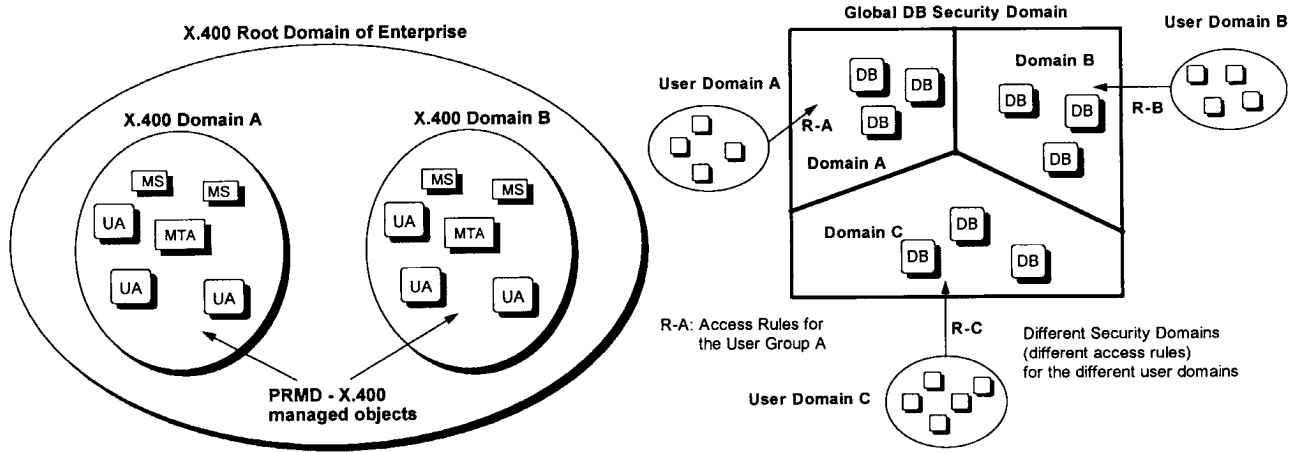 X.400 Root Domain of Enterprise
X.400 Domain A
MS
MS
UA
MTA
UA
UA
X.400 Domain B
MS
MS
UA
MTA
UA
UA
PRMD - X.400
managed objects
Global DB Security Domain
User Domain A
R-A
DB
DB
DB
Domain A
User Domain B
Domain B
R-B
DB
DB
DB
Domain C
DB
DB
DB
R-A: Access Rules for
the User Group A
R-C
Different Security Domains
(different access rules)
for the different user domains
User Domain C